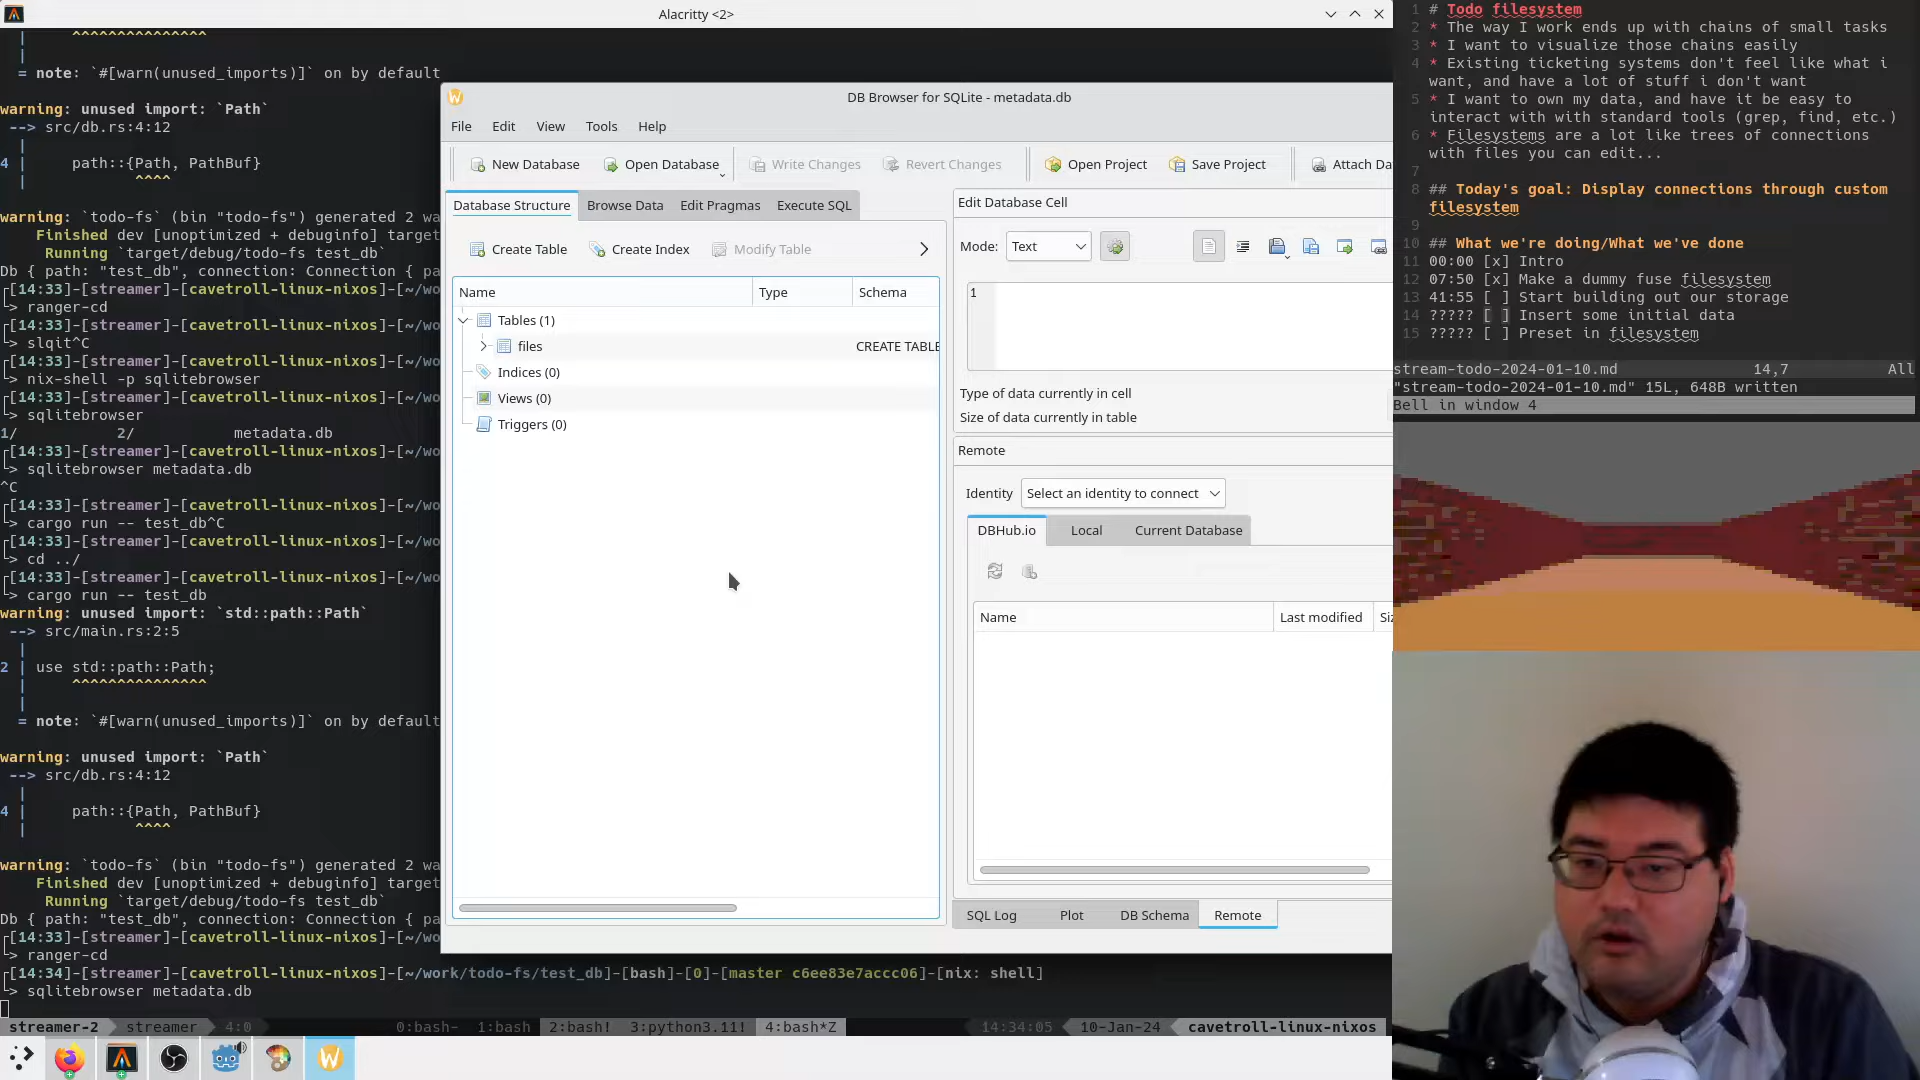 Alacritty <2>
^^^^^^^^^^^^^^^
|
|
= note: `#[warn(unused_imports)]` on by default
warning: unused import: `Path`
--> src/db.rs:4:12
|
4 |     path::{Path, PathBuf}
|            ^^^^
warning: `todo-fs` (bin "todo-fs") generated 2 wa
Finished dev [unoptimized + debuginfo] target
Running `target/debug/todo-fs test_db`
Db { path: "test_db", connection: Connection { pa
┌[14:33]-[streamer]-[cavetroll-linux-nixos]-[~/wo
└> ranger-cd
┌[14:33]-[streamer]-[cavetroll-linux-nixos]-[~/wo
└> slqit^C
┌[14:33]-[streamer]-[cavetroll-linux-nixos]-[~/wo
└> nix-shell -p sqlitebrowser
┌[14:33]-[streamer]-[cavetroll-linux-nixos]-[~/wo
└> sqlitebrowser
1/           2/           metadata.db
┌[14:33]-[streamer]-[cavetroll-linux-nixos]-[~/wo
└> sqlitebrowser metadata.db
^C
┌[14:33]-[streamer]-[cavetroll-linux-nixos]-[~/wo
└> cargo run -- test_db^C
┌[14:33]-[streamer]-[cavetroll-linux-nixos]-[~/wo
└> cd ../
┌[14:33]-[streamer]-[cavetroll-linux-nixos]-[~/wo
└> cargo run -- test_db
warning: unused import: `std::path::Path`
--> src/main.rs:2:5
|
2 | use std::path::Path;
|     ^^^^^^^^^^^^^^^
|
= note: `#[warn(unused_imports)]` on by default
warning: unused import: `Path`
--> src/db.rs:4:12
|
4 |     path::{Path, PathBuf}
|            ^^^^
warning: `todo-fs` (bin "todo-fs") generated 2 wa
Finished dev [unoptimized + debuginfo] target
Running `target/debug/todo-fs test_db`
Db { path: "test_db", connection: Connection { pa
┌[14:33]-[streamer]-[cavetroll-linux-nixos]-[~/wo
└> ranger-cd
┌[14:34]-[streamer]-[cavetroll-linux-nixos]-[~/work/todo-fs/test_db]-[bash]-[0]-[master c6ee83e7accc06]-[nix: shell]
└> sqlitebrowser metadata.db
streamer-2 streamer 4:0 0:bash- 1:bash 2:bash! 3:python3.11! 4:bash*Z 14:34:05 10-Jan-24 cavetroll-linux-nixos
DB Browser for SQLite - metadata.db
File Edit View Tools Help
New Database Open Database Write Changes Revert Changes Open Project Save Project Attach Da
Database Structure Browse Data Edit Pragmas Execute SQL
Create Table Create Index Modify Table
Name Type Schema
Tables (1)
files CREATE TABLE
Indices (0)
Views (0)
Triggers (0)
Edit Database Cell
Mode: Text
1
Type of data currently in cell
Size of data currently in table
Remote
Identity Select an identity to connect
DBHub.io Local Current Database
Name Last modified Siz
SQL Log Plot DB Schema Remote
1 # Todo filesystem
2 * The way I work ends up with chains of small tasks
3 * I want to visualize those chains easily
4 * Existing ticketing systems don't feel like what i
want, and have a lot of stuff i don't want
5 * I want to own my data, and have it be easy to
interact with with standard tools (grep, find, etc.)
6 * Filesystems are a lot like trees of connections
with files you can edit...
7
8 ## Today's goal: Display connections through custom
filesystem
9
10 ## What we're doing/What we've done
11 00:00 [x] Intro
12 07:50 [x] Make a dummy fuse filesystem
13 41:55 [ ] Start building out our storage
14 ????? [ ] Insert some initial data
15 ????? [ ] Preset in filesystem
stream-todo-2024-01-10.md 14,7 All
"stream-todo-2024-01-10.md" 15L, 648B written
Bell in window 4